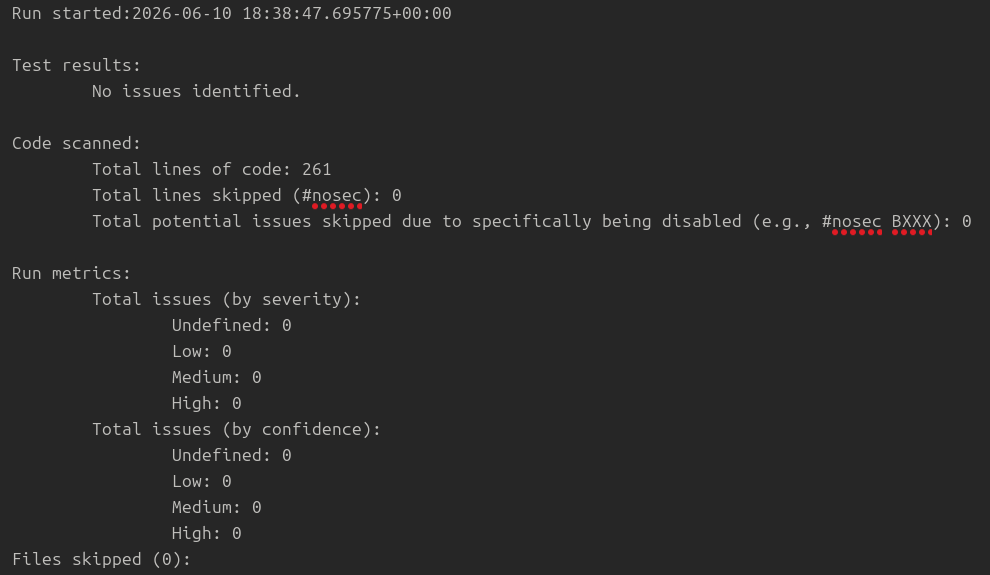 Run started:2026-06-10 18:38:47.695775+00:00
Test results:
No issues identified.
Code scanned:
Total lines of code: 261
Total lines skipped (#nosec): 0
Total potential issues skipped due to specifically being disabled (e.g., #nosec BXXX): 0
Run metrics:
Total issues (by severity):
Undefined: 0
Low: 0
Medium: 0
High: 0
Total issues (by confidence):
Undefined: 0
Low: 0
Medium: 0
High: 0
Files skipped (0):